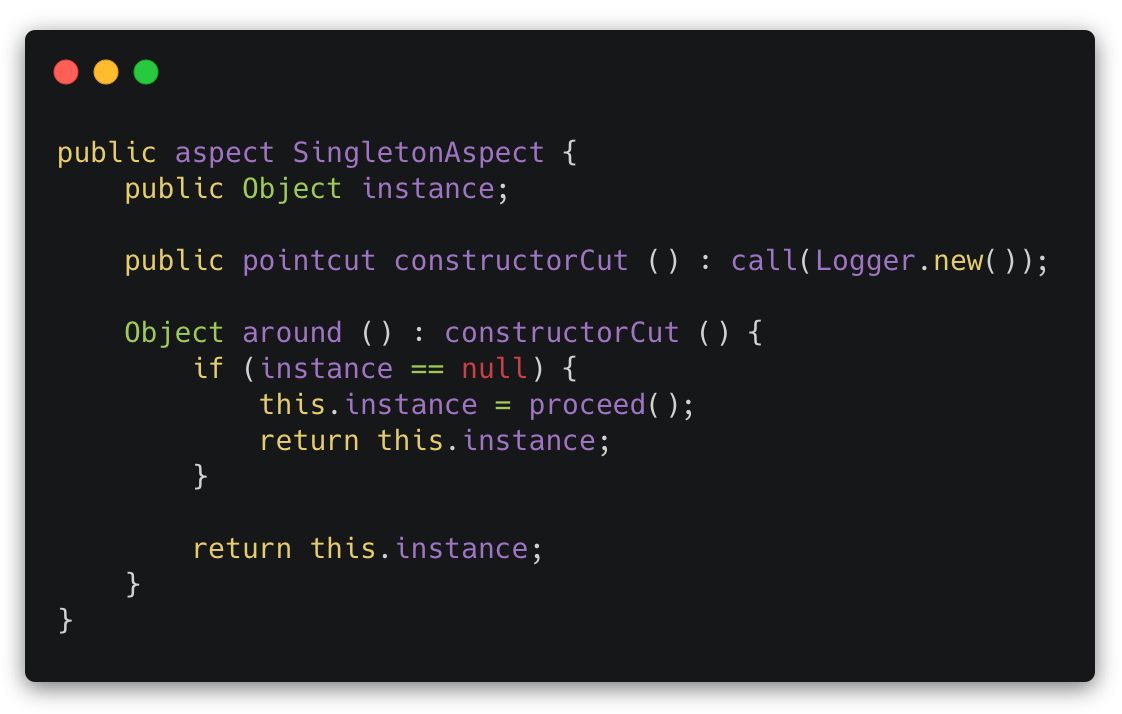 public aspect SingletonAspect {
    public Object instance;

    public pointcut constructorCut () : call(Logger.new());

    Object around () : constructorCut () {
        if (instance == null) {
            this.instance = proceed();
            return this.instance;
        }

        return this.instance;
    }
}